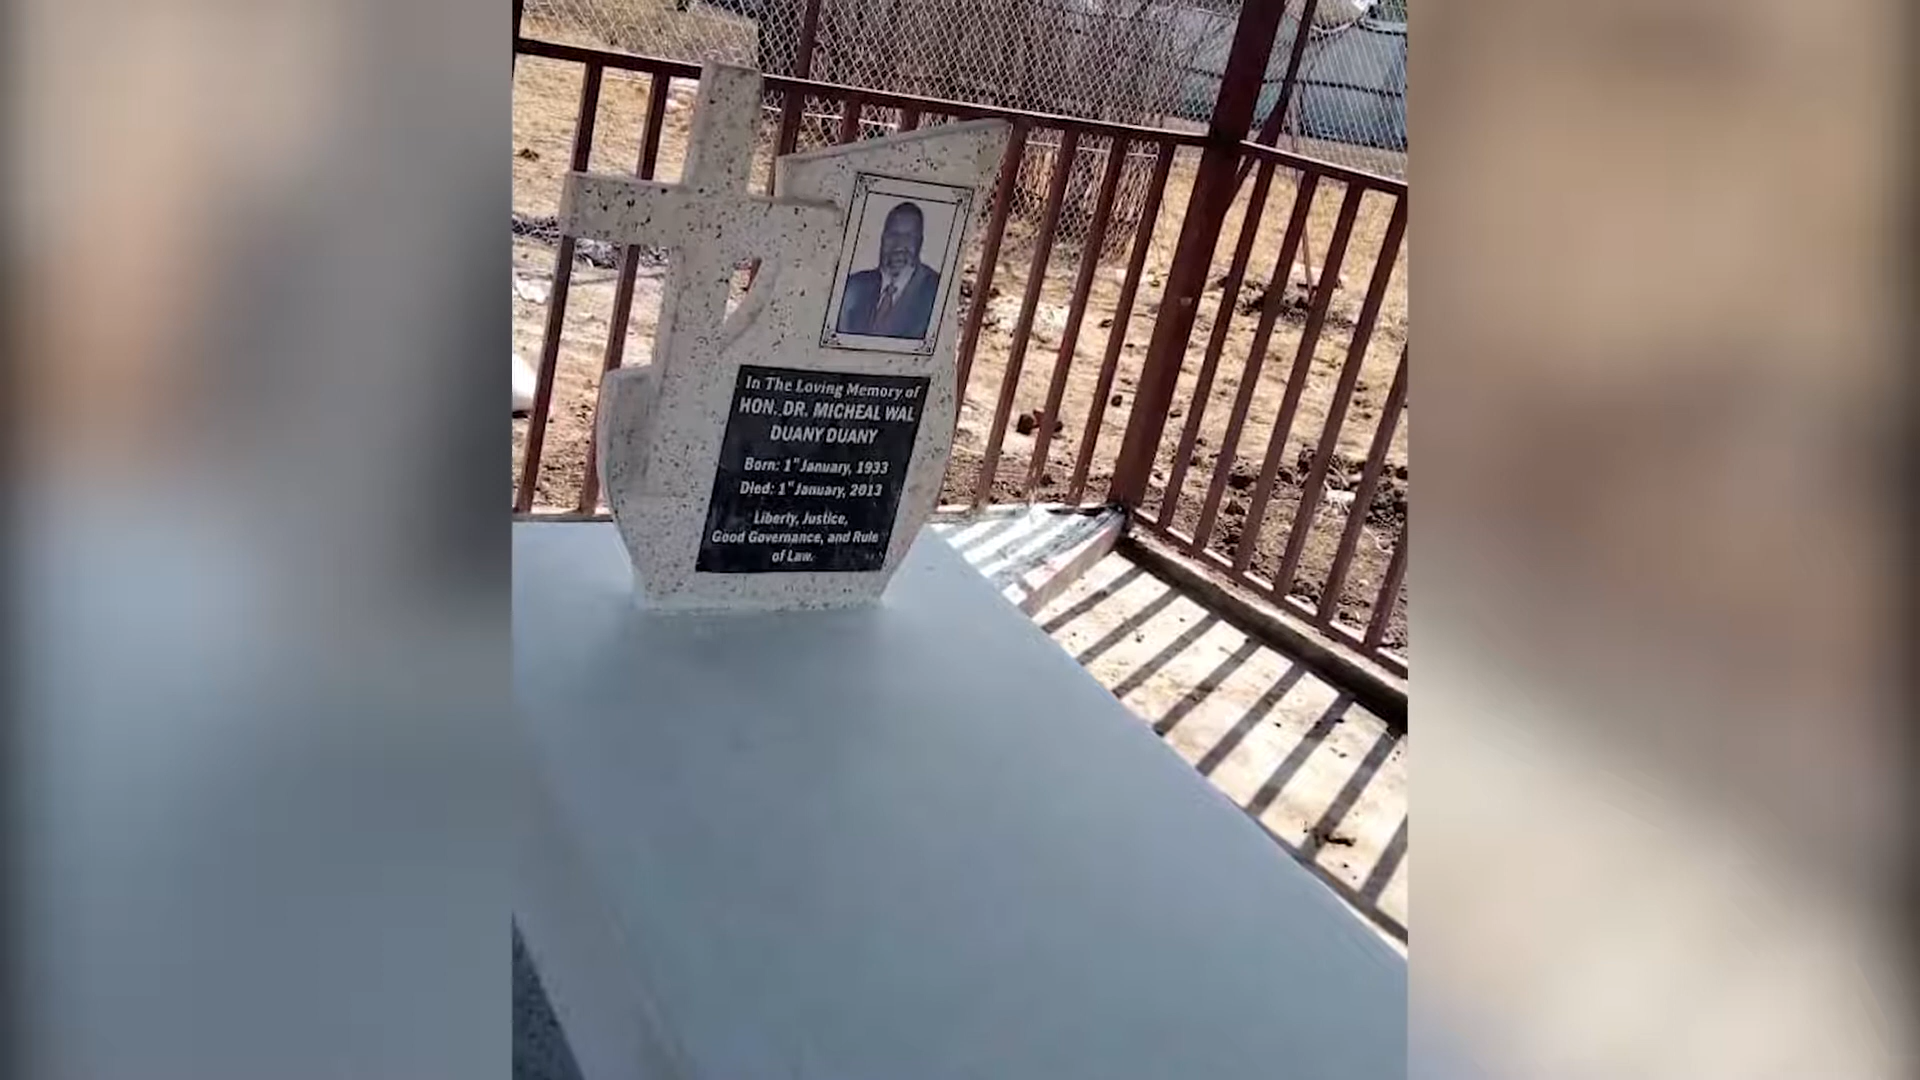 In The Loving Memory of
HON. DR. MICHEAL WAL
DUANY DUANY
Born: 1st January, 1933
Died: 1st January, 2013
Liberty, Justice,
Good Governance, and Rule
of Law.